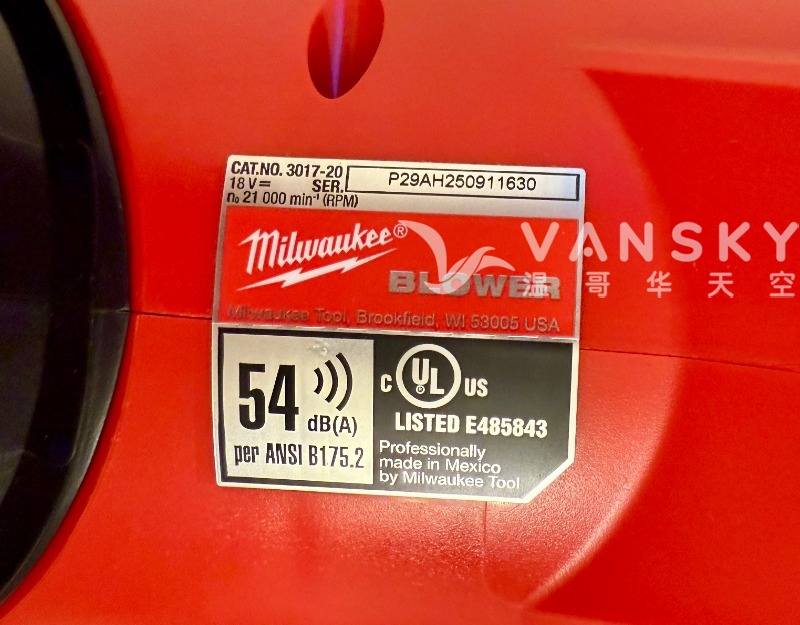 CAT.NO. 3017-20
18 V⎓ SER. P29AH250911630
n₀ 21 000 min⁻¹ (RPM)
Milwaukee®
BLOWER
Milwaukee Tool, Brookfield, WI 53005 USA
54 dB(A)
per ANSI B175.2
C UL US
LISTED E485843
Professionally
made in Mexico
by Milwaukee Tool
VANSKY
温哥华天空